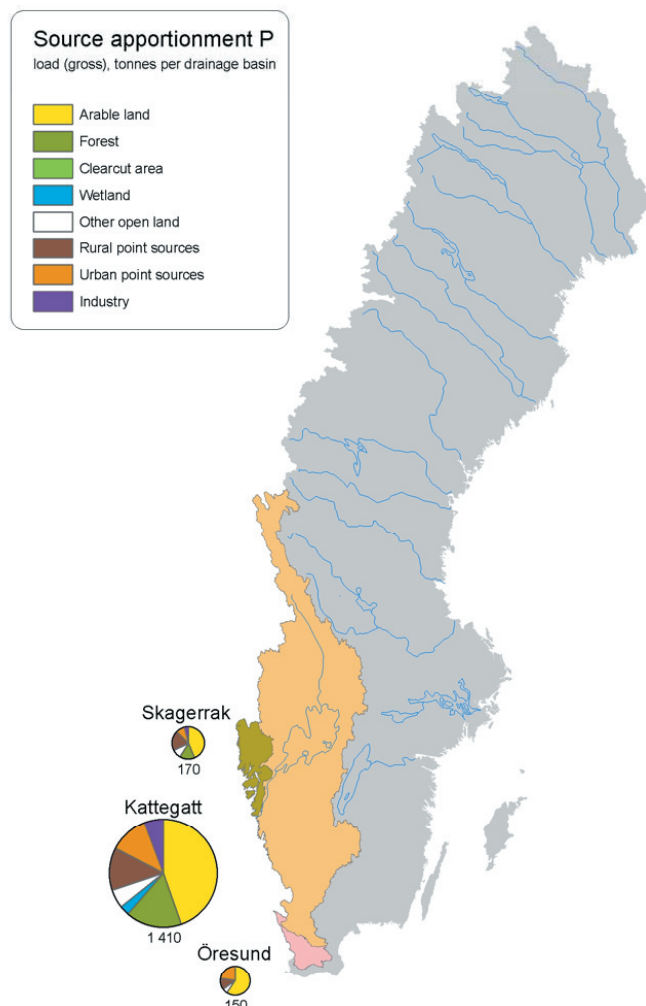 Source apportionment P
load (gross), tonnes per drainage basin
Arable land
Forest
Clearcut area
Wetland
Other open land
Rural point sources
Urban point sources
Industry
Skagerrak
170
Kattegatt
1 410
Öresund
150